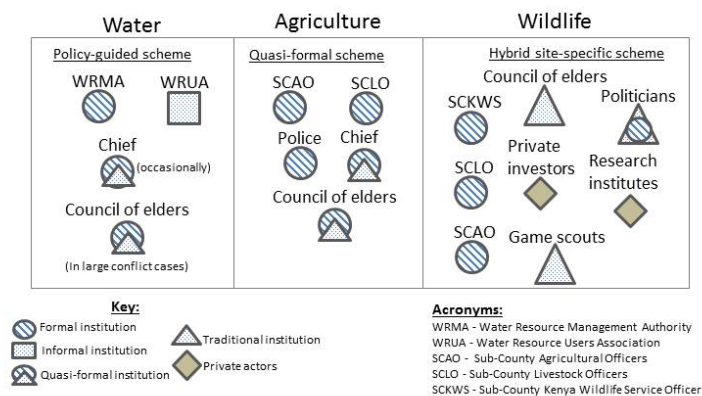 Water
Agriculture
Wildlife
Policy-guided scheme
WRMA
WRUA
Chief
(occasionally)
Council of elders
(In large conflict cases)
Quasi-formal scheme
SCAO
SCLO
Police
Chief
Council of elders
Hybrid site-specific scheme
Council of elders
SCKWS
Politicians
Private
investors
Research
institutes
SCLO
SCAO
Game scouts
Key:
Formal institution
Informal institution
Quasi-formal institution
Traditional institution
Private actors
Acronyms:
WRMA - Water Resource Management Authority
WRUA - Water Resource Users Association
SCAO - Sub-County Agricultural Officers
SCLO - Sub-County Livestock Officers
SCKWS - Sub-County Kenya Wildlife Service Officer